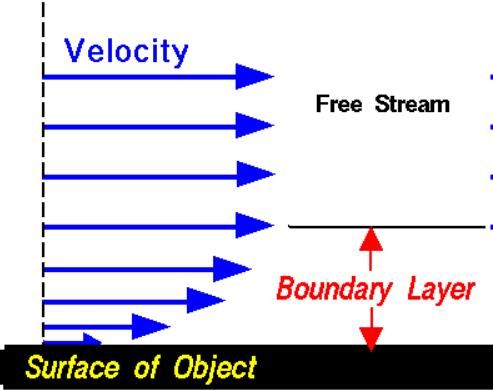 Velocity
Free Stream
Boundary Layer
Surface of Object